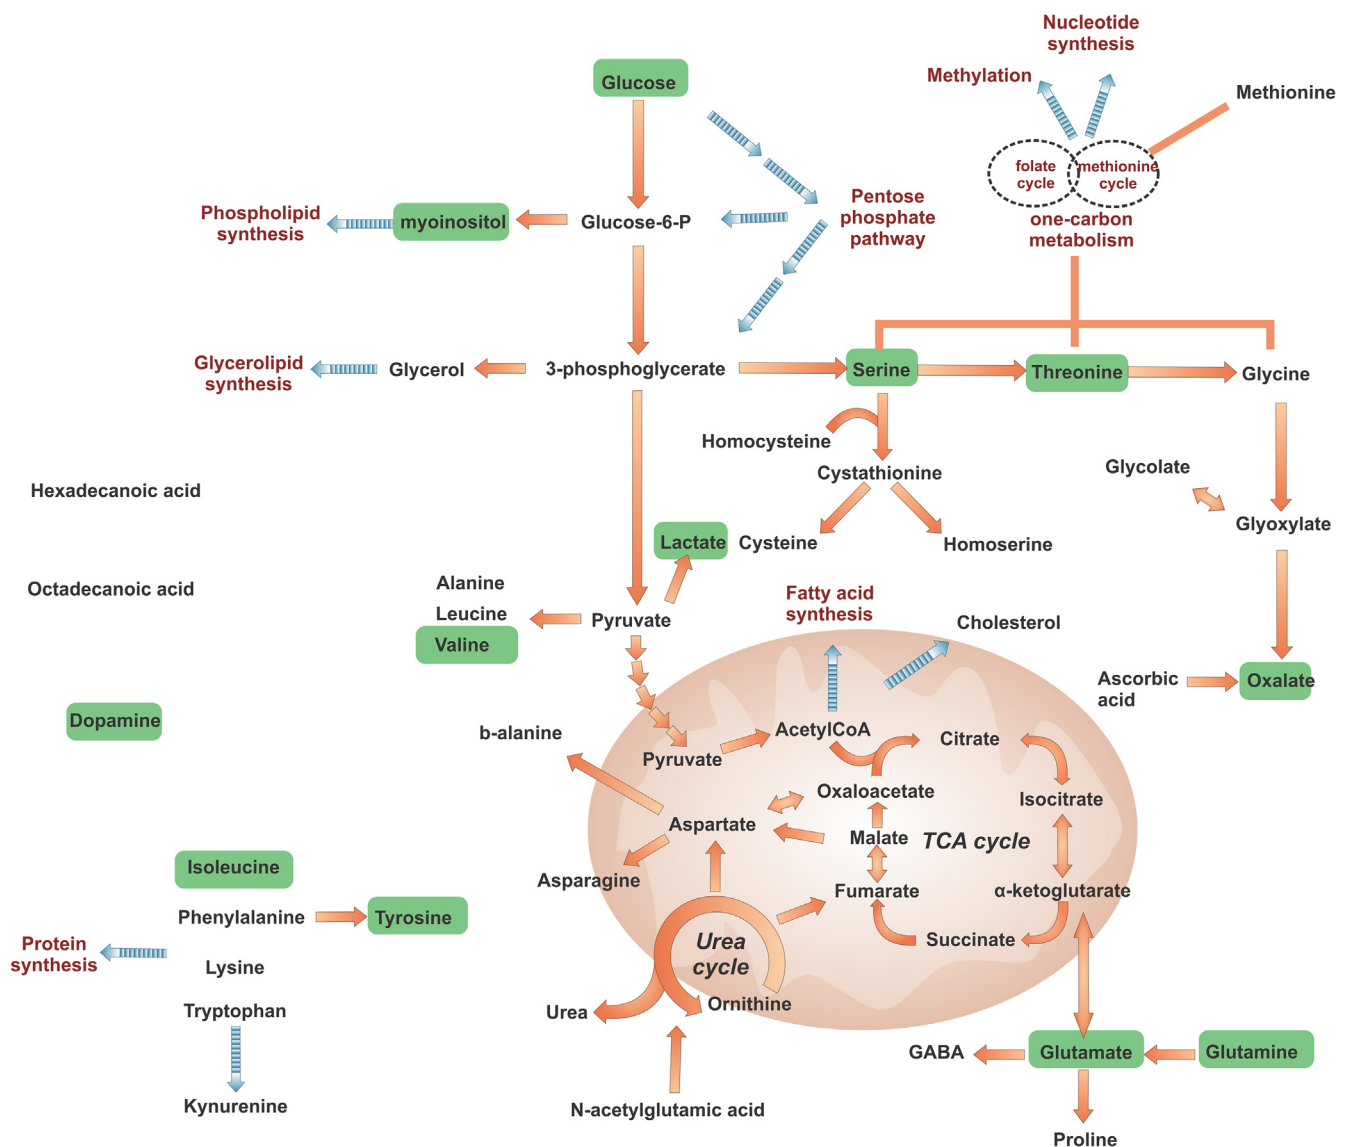 Nucleotide
synthesis
Methylation
Methionine
Glucose
folate
cycle
methionine
cycle
one-carbon
metabolism
Pentose
phosphate
pathway
Phospholipid
synthesis
myoinositol
Glucose-6-P
Glycerolipid
synthesis
Glycerol
3-phosphoglycerate
Serine
Threonine
Glycine
Homocysteine
Cystathionine
Glycolate
Glyoxylate
Hexadecanoic acid
Lactate
Cysteine
Homoserine
Octadecanoic acid
Alanine
Leucine
Valine
Pyruvate
Fatty acid
synthesis
Cholesterol
Ascorbic
acid
Oxalate
Dopamine
b-alanine
Pyruvate
AcetylCoA
Citrate
Oxaloacetate
Isocitrate
Aspartate
Malate
TCA cycle
Asparagine
Fumarate
α-ketoglutarate
Isoleucine
Phenylalanine
Tyrosine
Urea
cycle
Succinate
Protein
synthesis
Lysine
Tryptophan
Urea
Ornithine
GABA
Glutamate
Glutamine
Kynurenine
N-acetylglutamic acid
Proline